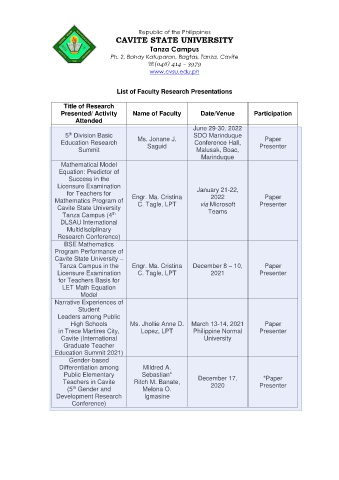 Republic of the Philippines
CAVITE STATE UNIVERSITY
Tanza Campus
Ph. 2, Bahay Katuparan, Bagtas, Tanza, Cavite
(046) 414 – 3979
www.cvsu.edu.ph
List of Faculty Research Presentations
Title of Research
Presented/ Activity
Attended
Name of Faculty
Date/Venue
Participation
5th Division Basic
Education Research
Summit
Ms. Jonane J.
Saguid
June 29-30, 2022
SDO Marinduque
Conference Hall,
Malusak, Boac,
Marinduque
Paper
Presenter
Mathematical Model
Equation: Predictor of
Success in the
Licensure Examination
for Teachers for
Mathematics Program of
Cavite State University
Tanza Campus (4th
DLSAU International
Multidisciplinary
Research Conference)
Engr. Ma. Cristina
C. Tagle, LPT
January 21-22,
2022
via Microsoft
Teams
Paper
Presenter
BSE Mathematics
Program Performance of
Cavite State University –
Tanza Campus in the
Licensure Examination
for Teachers Basis for
LET Math Equation
Model
Engr. Ma. Cristina
C. Tagle, LPT
December 8 – 10,
2021
Paper
Presenter
Narrative Experiences of
Student
Leaders among Public
High Schools
in Trece Martires City,
Cavite (International
Graduate Teacher
Education Summit 2021)
Ms. Jhollie Anne D.
Lopez, LPT
March 13-14, 2021
Philippine Normal
University
Paper
Presenter
Gender-based
Differentiation among
Public Elementary
Teachers in Cavite
(5th Gender and
Development Research
Conference)
Mildred A.
Sebastian*
Ritch M. Banate,
Melona O.
Igmasine
December 17,
2020
*Paper
Presenter